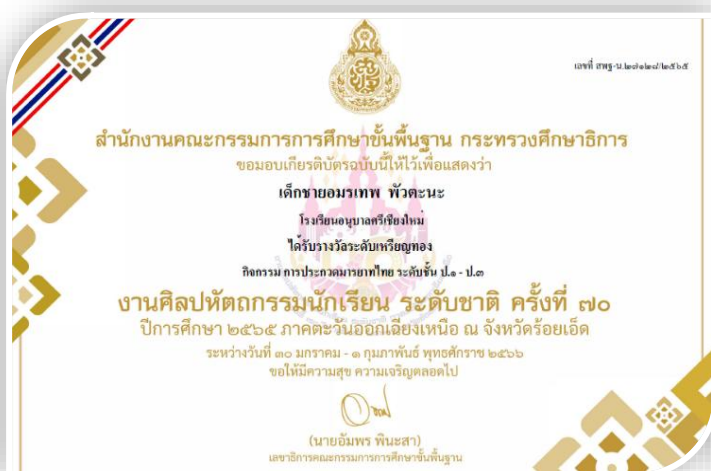 สำนักงานคณะกรรมการการศึกษาขั้นพื้นฐาน กระทรวงศึกษาธิการ
ขอมอบเกียรติบัตรฉบับนี้ให้ไว้เพื่อแสดงว่า
เด็กชายอมรเทพ พัวตะนะ
โรงเรียนอนุบาลศรีเชียงใหม่
ได้รับรางวัลระดับเหรียญทอง
กิจกรรม การประกวดมารยาทไทย ระดับชั้น ป.๑ - ป.๓
งานศิลปหัตถกรรมนักเรียน ระดับชาติ ครั้งที่ ๗๐
ปีการศึกษา ๒๕๖๕ ภาคตะวันออกเฉียงเหนือ ณ จังหวัดร้อยเอ็ด
ระหว่างวันที่ ๓๐ มกราคม - ๑ กุมภาพันธ์ พุทธศักราช ๒๕๖๖
ขอให้มีความสุข ความเจริญตลอดไป
(นายอัมพร พินะสา)
เลขาธิการคณะกรรมการการศึกษาขั้นพื้นฐาน